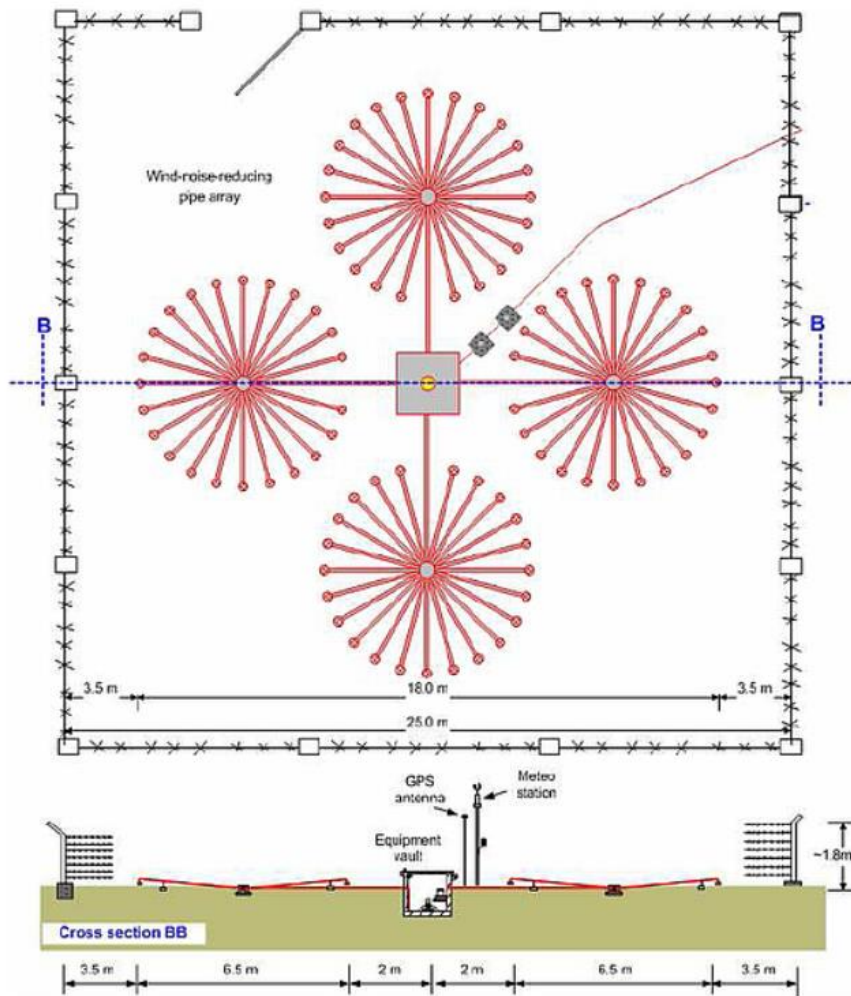 Wind-noise-reducing
pipe array
B
B
3.5 m
18.0 m
3.5 m
25.0 m
GPS
antenna
Meteo
station
Equipment
vault
~1.8m
Cross section BB
3.5 m
6.5 m
2 m
2 m
6.5 m
3.5 m